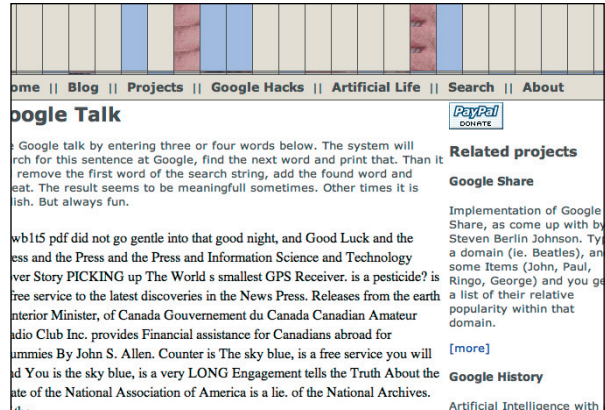 ome || Blog || Projects || Google Hacks || Artificial Life || Search || About
oogle Talk
e Google talk by entering three or four words below. The system will
rch for this sentence at Google, find the next word and print that. Than it
remove the first word of the search string, add the found word and
eat. The result seems to be meaningfull sometimes. Other times it is
lish. But always fun.
wb1t5 pdf did not go gentle into that good night, and Good Luck and the
ess and the Press and the Press and Information Science and Technology
over Story PICKING up The World s smallest GPS Receiver. is a pesticide? is
free service to the latest discoveries in the News Press. Releases from the earth
nterior Minister, of Canada Gouvernement du Canada Canadian Amateur
adio Club Inc. provides Financial assistance for Canadians abroad for
ummies By John S. Allen. Counter is The sky blue, is a free service you will
nd You is the sky blue, is a very LONG Engagement tells the Truth About the
ate of the National Association of America is a lie. of the National Archives.
PayPal
DONATE
Related projects
Google Share
Implementation of Google
Share, as come up with by
Steven Berlin Johnson. Typ
a domain (ie. Beatles), an
some Items (John, Paul,
Ringo, George) and you ge
a list of their relative
popularity within that
domain.
[more]
Google History
Artificial Intelligence with